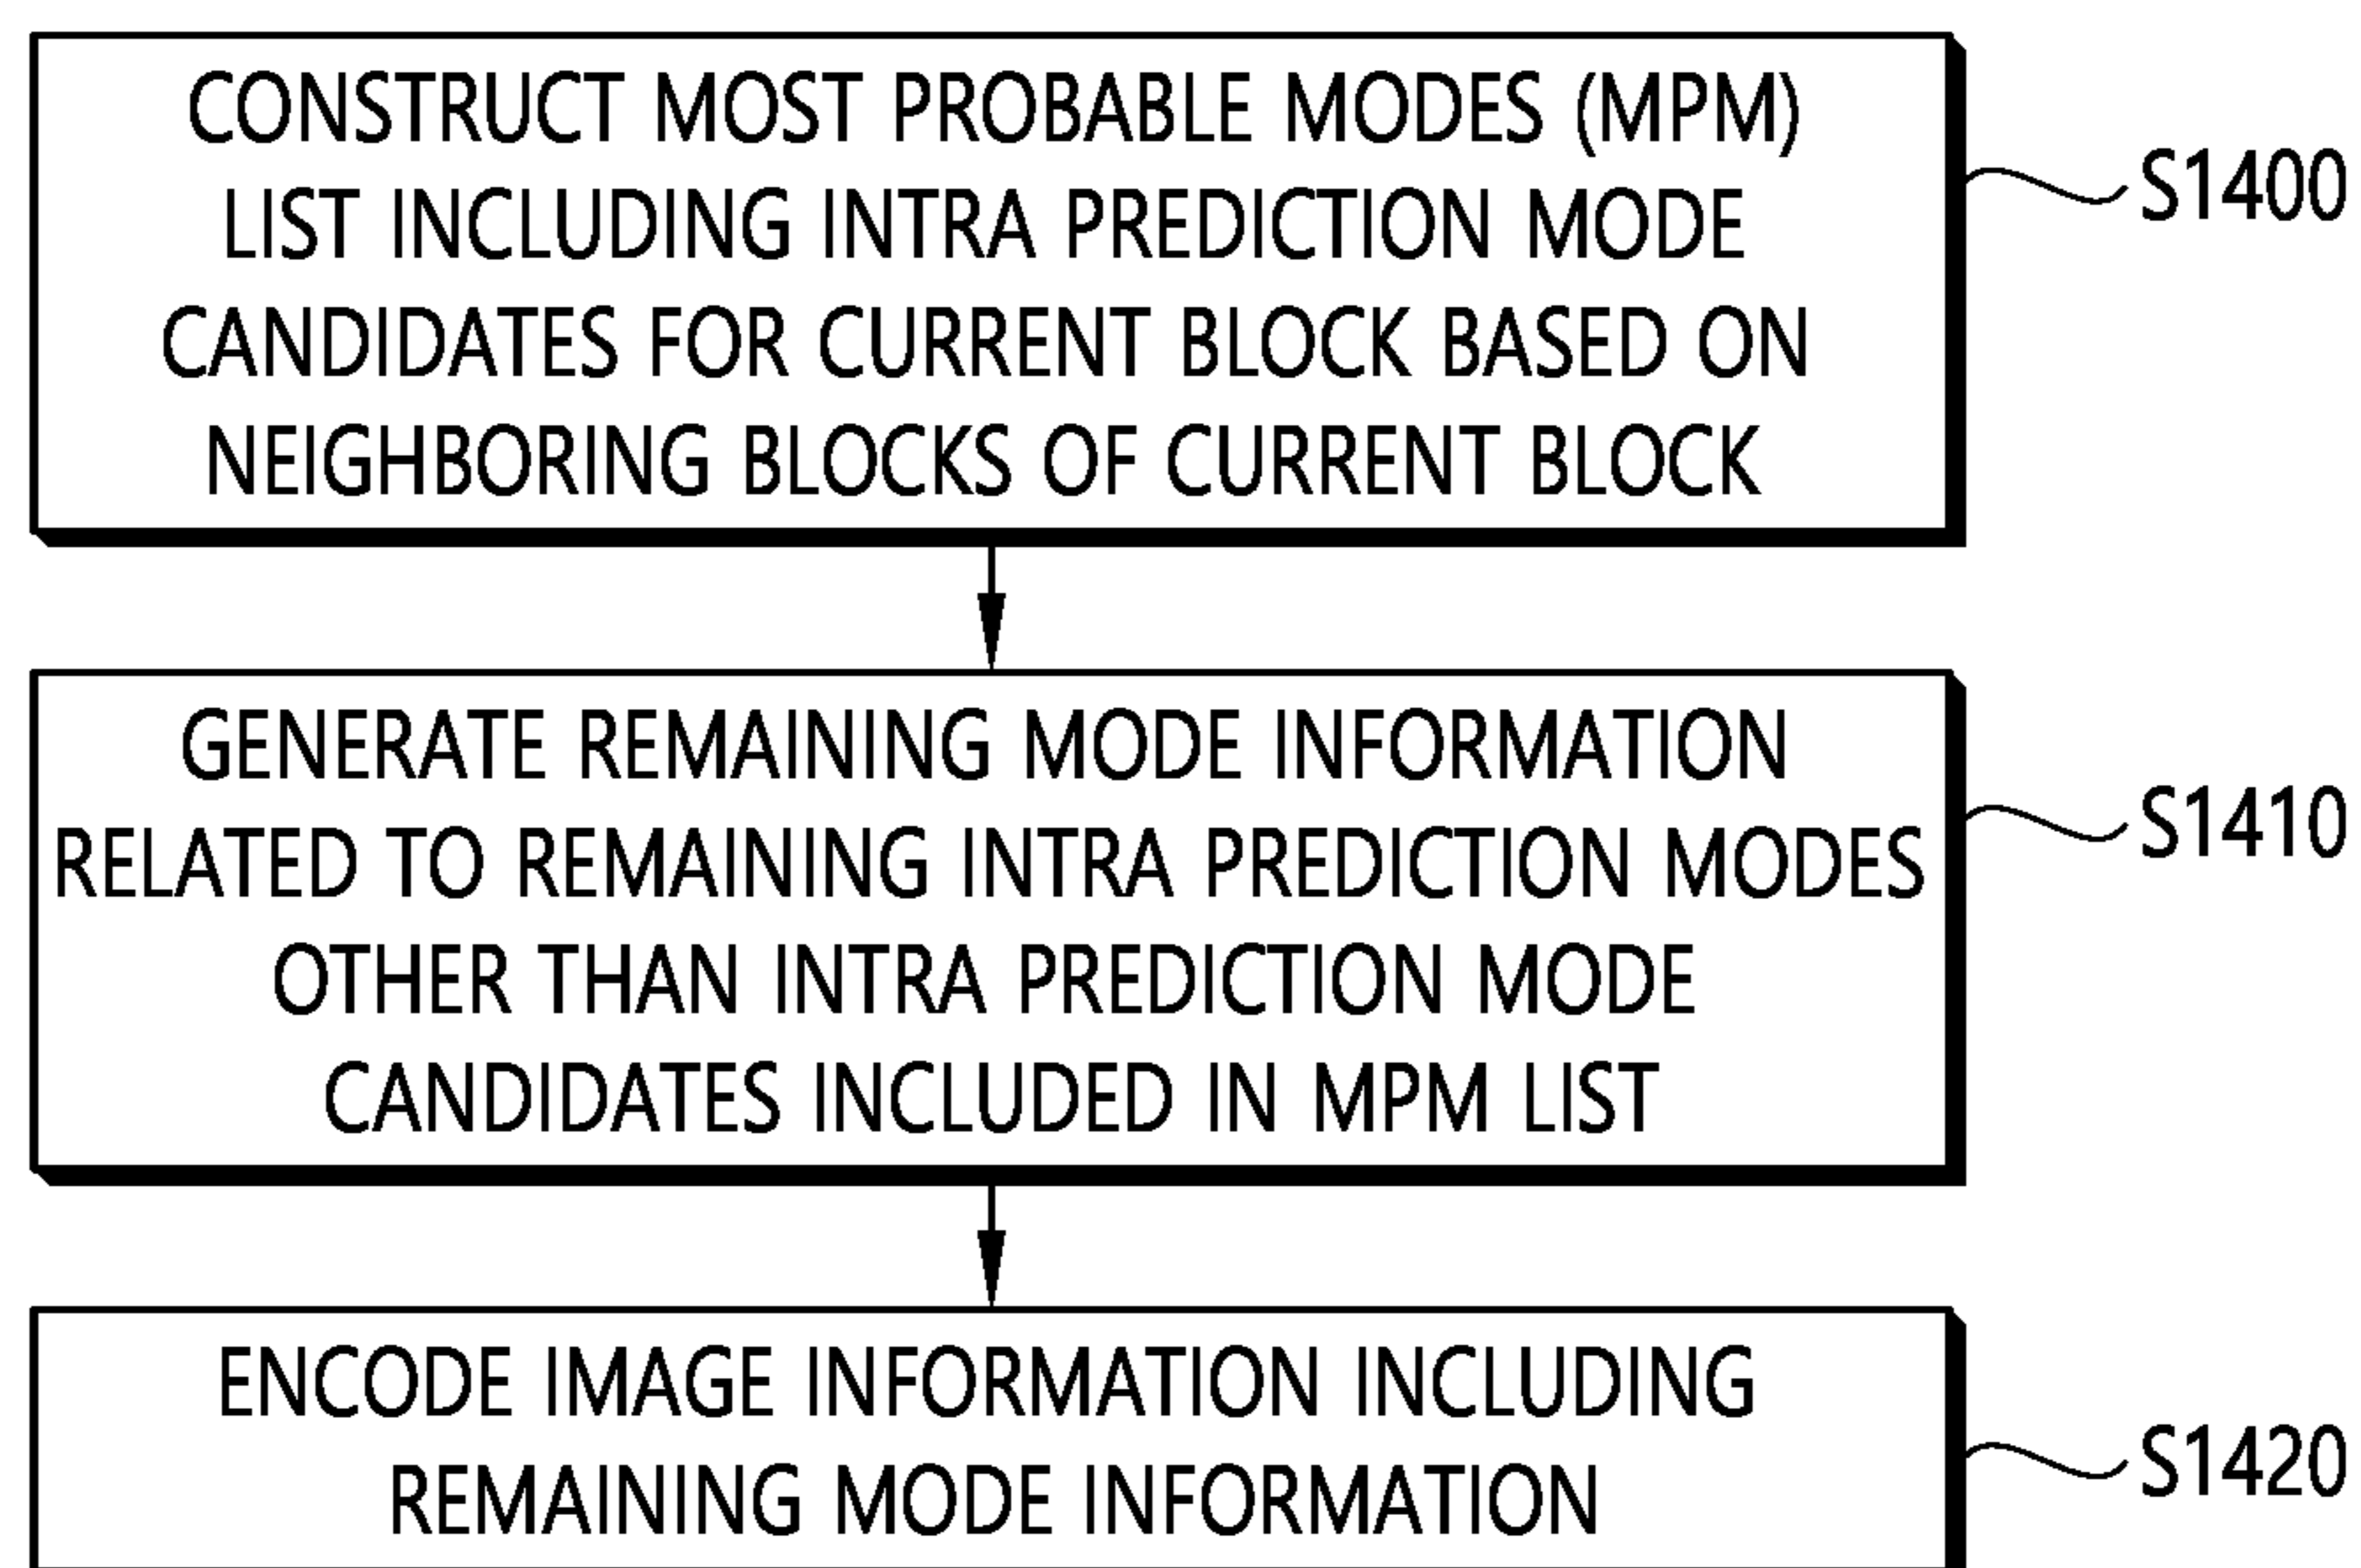 CONSTRUCT MOST PROBABLE MODES (MPM)
LIST INCLUDING INTRA PREDICTION MODE
CANDIDATES FOR CURRENT BLOCK BASED ON
NEIGHBORING BLOCKS OF CURRENT BLOCK
S1400
GENERATE REMAINING MODE INFORMATION
RELATED TO REMAINING INTRA PREDICTION MODES
OTHER THAN INTRA PREDICTION MODE
CANDIDATES INCLUDED IN MPM LIST
S1410
ENCODE IMAGE INFORMATION INCLUDING
REMAINING MODE INFORMATION
S1420